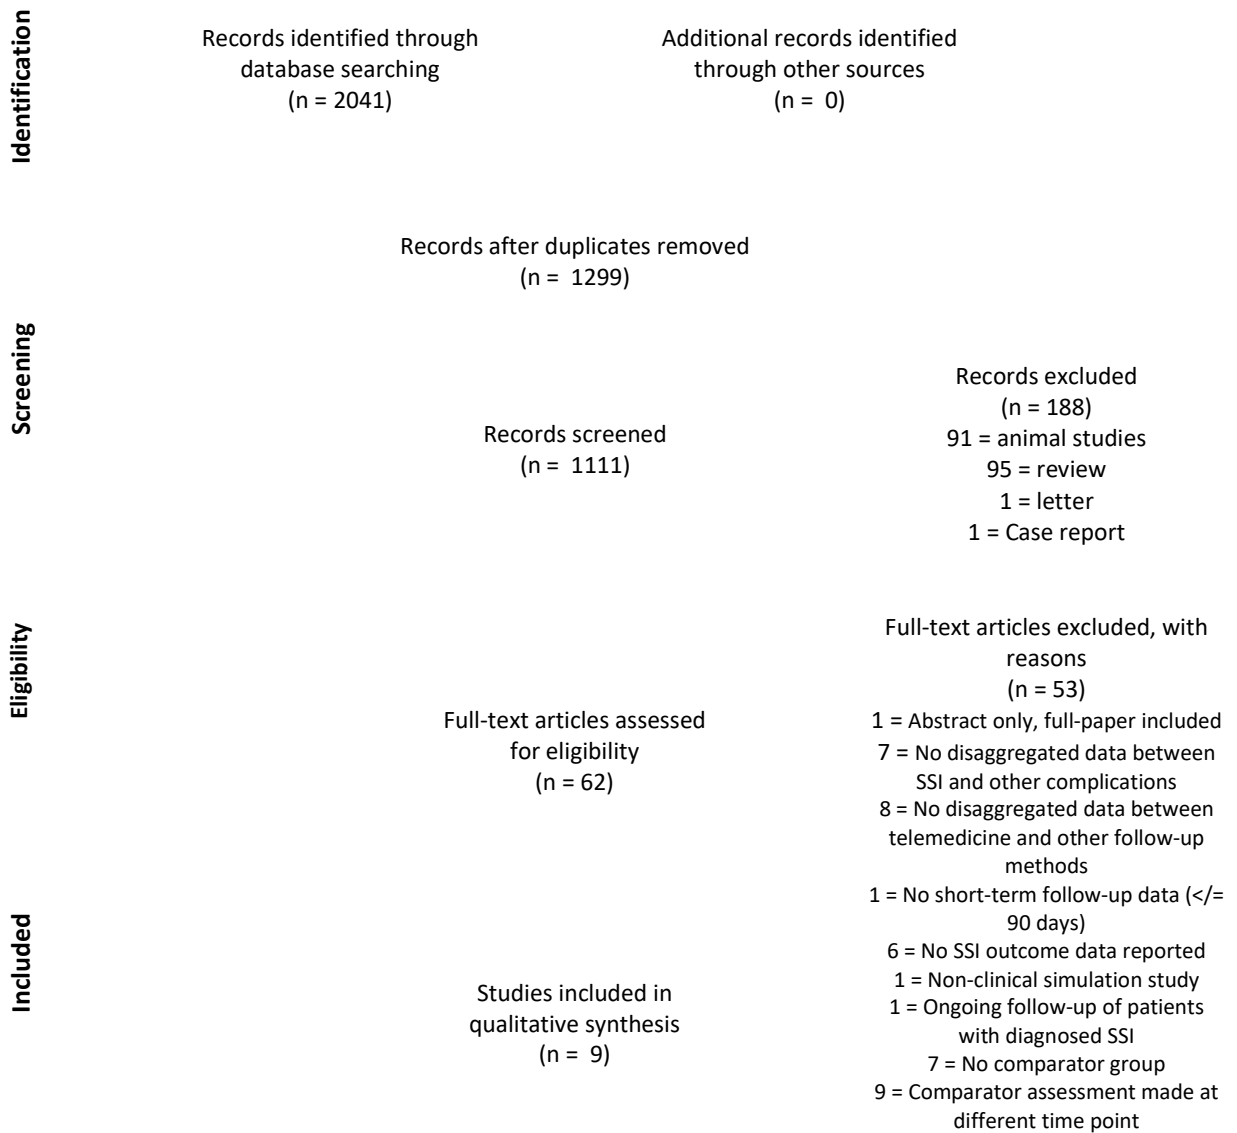 Identification
Records identified through
database searching
(n = 2041)
Additional records identified
through other sources
(n =  0)
Records after duplicates removed
(n =  1299)
Screening
Records screened
(n =  1111)
Records excluded
(n = 188)
91 = animal studies
95 = review
1 = letter
1 = Case report
Eligibility
Full-text articles assessed
for eligibility
(n = 62)
Full-text articles excluded, with
reasons
(n = 53)
1 = Abstract only, full-paper included
7 = No disaggregated data between
SSI and other complications
8 = No disaggregated data between
telemedicine and other follow-up
methods
1 = No short-term follow-up data (</=
90 days)
6 = No SSI outcome data reported
1 = Non-clinical simulation study
1 = Ongoing follow-up of patients
with diagnosed SSI
7 = No comparator group
9 = Comparator assessment made at
different time point
Included
Studies included in
qualitative synthesis
(n =  9)